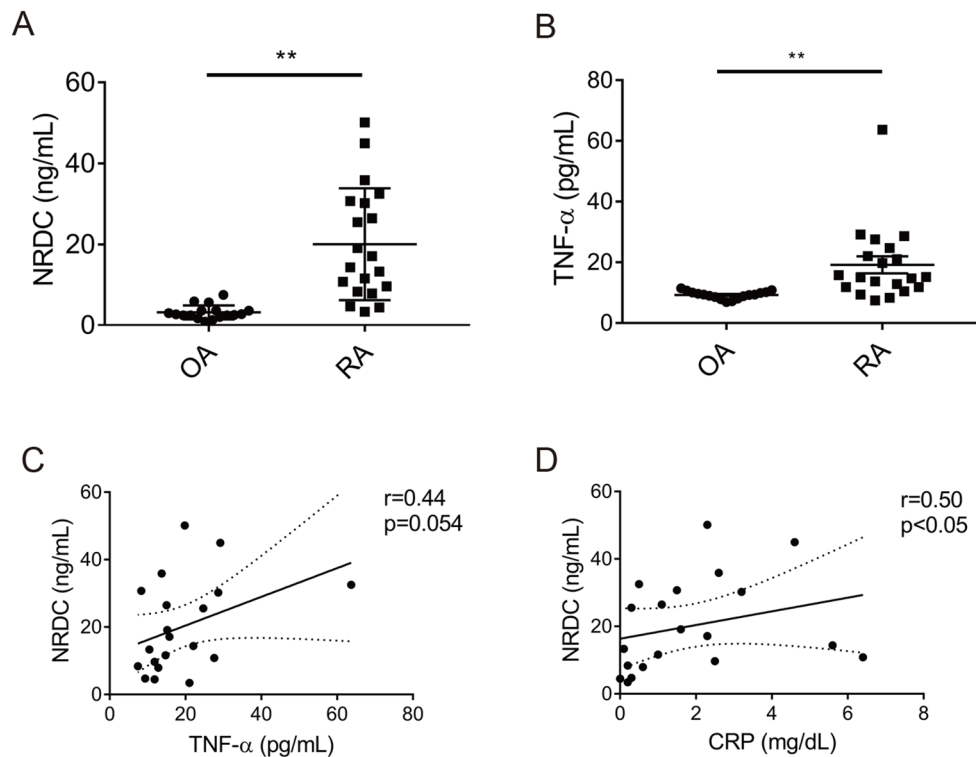 A
**
NRDC (ng/mL)
60
40
20
0
OA
RA
B
**
TNF-α (pg/mL)
80
60
40
20
0
OA
RA
C
r=0.44
p=0.054
NRDC (ng/mL)
60
40
20
0
0 20 40 60 80
TNF-α (pg/mL)
D
r=0.50
p<0.05
NRDC (ng/mL)
60
40
20
0
0 2 4 6 8
CRP (mg/dL)